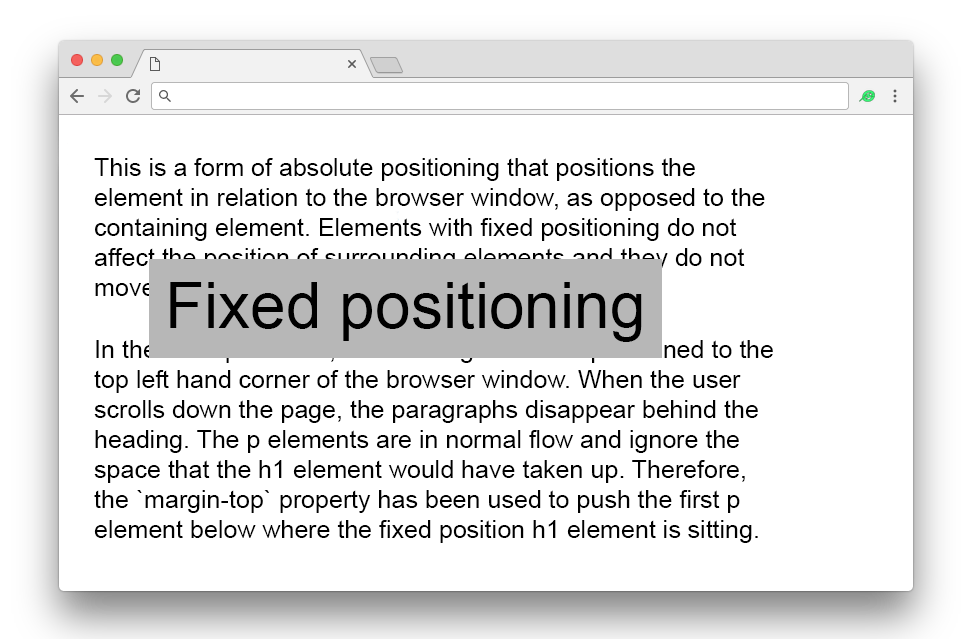 This is a form of absolute positioning that positions the
element in relation to the browser window, as opposed to the
containing element. Elements with fixed positioning do not
affect the position of surrounding elements and they do not
move
Fixed positioning
In the ned to the
top left hand corner of the browser window. When the user
scrolls down the page, the paragraphs disappear behind the
heading. The p elements are in normal flow and ignore the
space that the h1 element would have taken up. Therefore,
the `margin-top` property has been used to push the first p
element below where the fixed position h1 element is sitting.